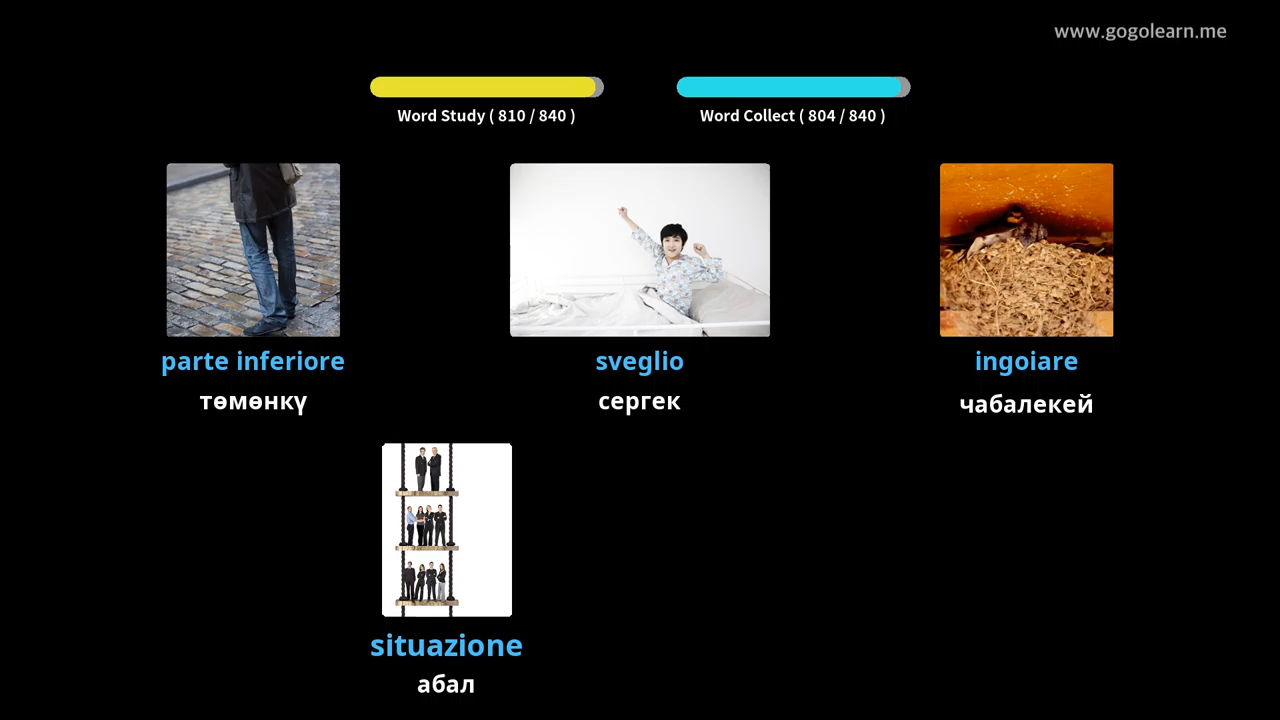 www.gogolearn.me
Word Study ( 810 / 840 )
Word Collect ( 804 / 840 )
parte inferiore
төмөнкү
sveglio
сергек
ingoiare
чабалекей
situazione
абал